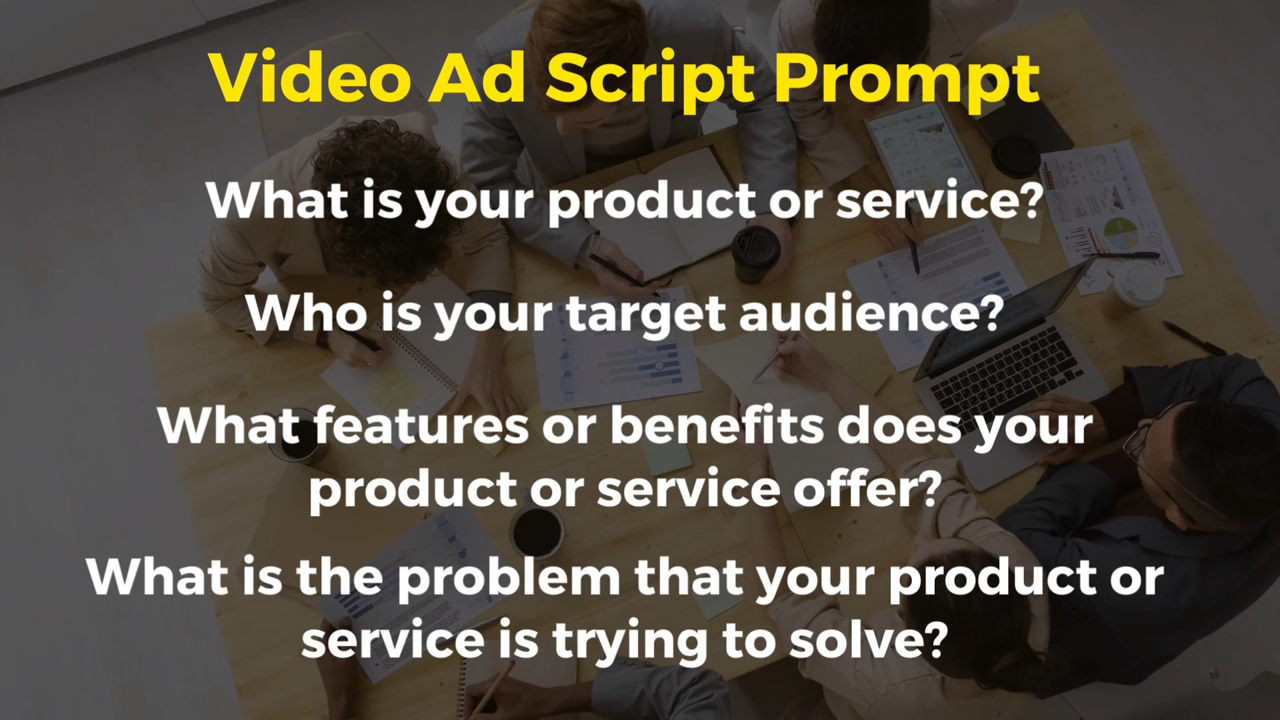 Video Ad Script Prompt
What is your product or service?
Who is your target audience?
What features or benefits does your
product or service offer?
What is the problem that your product or
service is trying to solve?